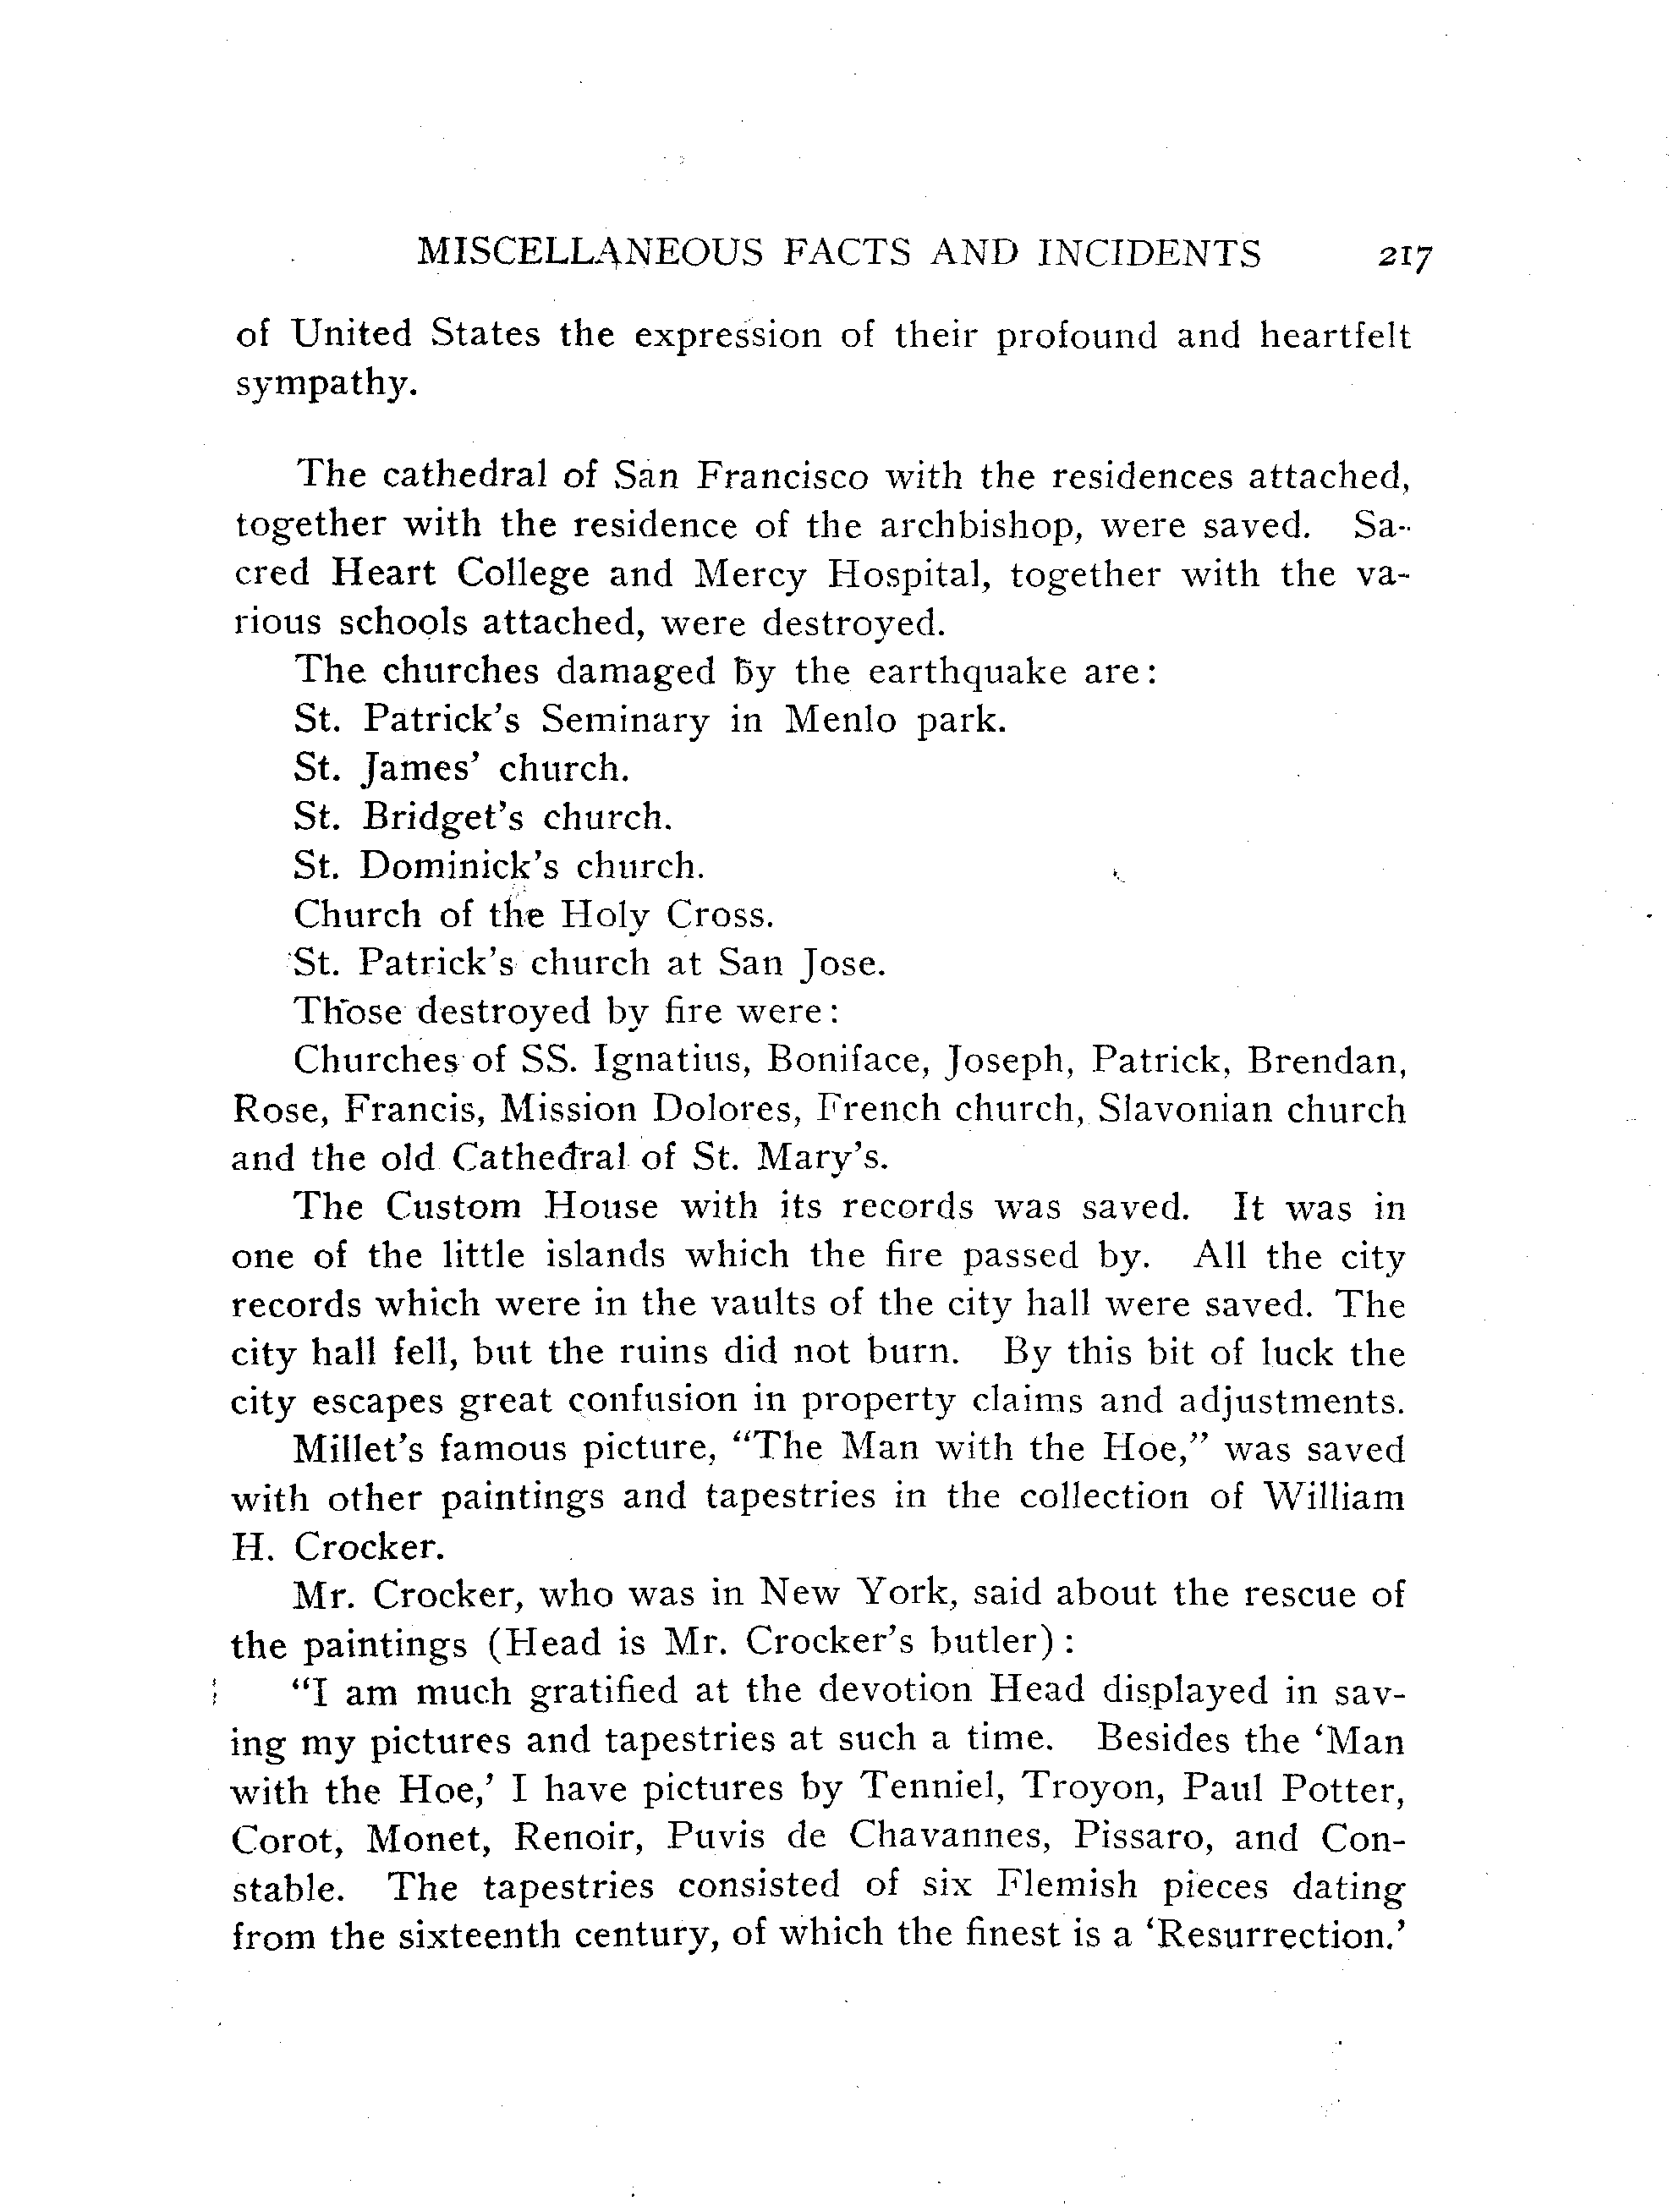 MISCELLANEOUS FACTS AND INCIDENTS 217
of United States the expression of their profound and heartfelt
sympathy.
The cathedral of San Francisco with the residences attached,
together with the residence of the archbishop, were saved. Sa-
cred Heart College and Mercy Hospital, together with the va-
rious schools attached, were destroyed.
The churches damaged by the earthquake are:
St. Patrick's Seminary in Menlo park.
St. James' church.
St. Bridget's church.
St. Dominick's church.
Church of the Holy Cross.
St. Patrick's church at San Jose.
Those destroyed by fire were:
Churches of SS. Ignatius, Boniface, Joseph, Patrick, Brendan,
Rose, Francis, Mission Dolores, French church, Slavonian church
and the old Cathedral of St. Mary's.
The Custom House with its records was saved. It was in
one of the little islands which the fire passed by. All the city
records which were in the vaults of the city hall were saved. The
city hall fell, but the ruins did not burn. By this bit of luck the
city escapes great confusion in property claims and adjustments.
Millet's famous picture, "The Man with the Hoe," was saved
with other paintings and tapestries in the collection of William
H. Crocker.
Mr. Crocker, who was in New York, said about the rescue of
the paintings (Head is Mr. Crocker's butler):
"I am much gratified at the devotion Head displayed in sav-
ing my pictures and tapestries at such a time. Besides the 'Man
with the Hoe,' I have pictures by Tenniel, Troyon, Paul Potter,
Corot, Monet, Renoir, Puvis de Chavannes, Pissaro, and Con-
stable. The tapestries consisted of six Flemish pieces dating
from the sixteenth century, of which the finest is a 'Resurrection.'